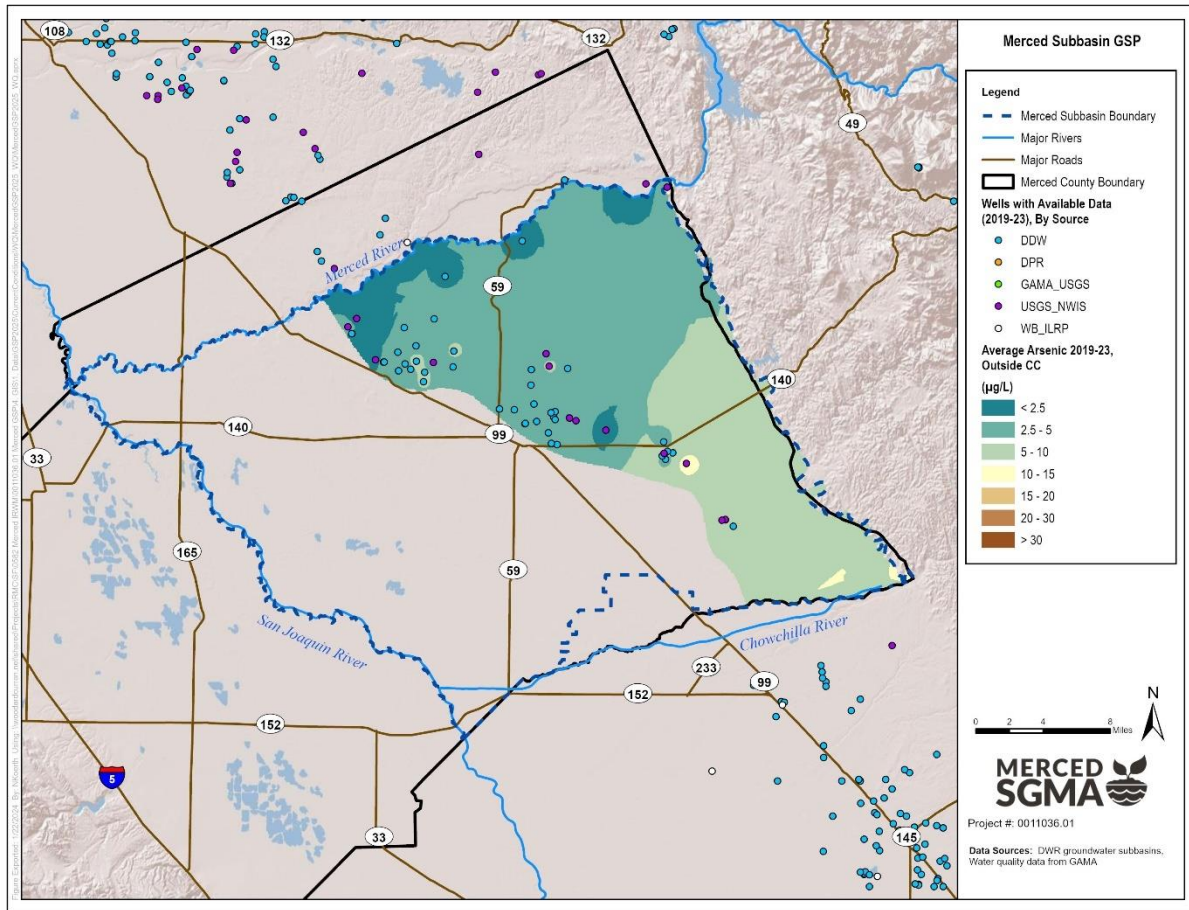 Merced Subbasin GSP
Legend
Merced Subbasin Boundary
Major Rivers
Major Roads
Merced County Boundary
Wells with Available Data
(2019-23), By Source
DDW
DPR
GAMA_USGS
USGS_NWIS
WB_ILRP
Average Arsenic 2019-23,
Outside CC
(µg/L)
< 2.5
2.5 - 5
5 - 10
10 - 15
15 - 20
20 - 30
> 30
N
0 2 4 8
Miles
MERCED
SGMA
Project #: 0011036.01
Data Sources: DWR groundwater subbasins,
Water quality data from GAMA
108
132
132
49
Merced River
59
140
99
140
33
165
59
San Joaquin River
Chowchilla River
233
99
152
152
5
33
145